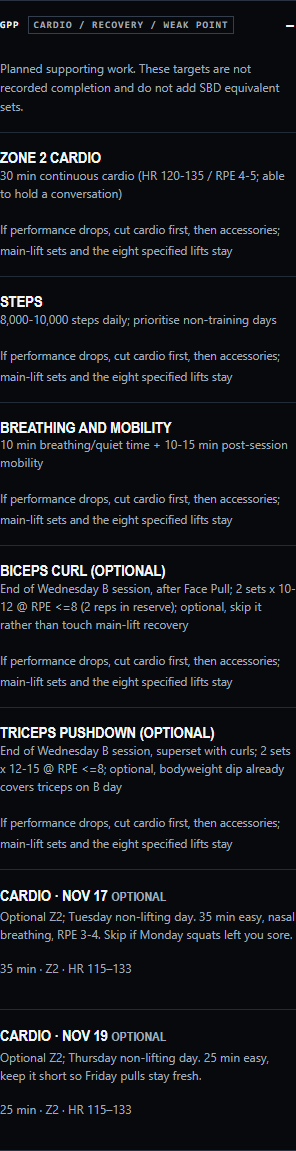 GPP CARDIO / RECOVERY / WEAK POINT –
Planned supporting work. These targets are not
recorded completion and do not add SBD equivalent
sets.
ZONE 2 CARDIO
30 min continuous cardio (HR 120-135 / RPE 4-5; able
to hold a conversation)
If performance drops, cut cardio first, then accessories;
main-lift sets and the eight specified lifts stay
STEPS
8,000-10,000 steps daily; prioritise non-training days
If performance drops, cut cardio first, then accessories;
main-lift sets and the eight specified lifts stay
BREATHING AND MOBILITY
10 min breathing/quiet time + 10-15 min post-session
mobility
If performance drops, cut cardio first, then accessories;
main-lift sets and the eight specified lifts stay
BICEPS CURL (OPTIONAL)
End of Wednesday B session, after Face Pull; 2 sets x 10-
12 @ RPE <=8 (2 reps in reserve); optional, skip it
rather than touch main-lift recovery
If performance drops, cut cardio first, then accessories;
main-lift sets and the eight specified lifts stay
TRICEPS PUSHDOWN (OPTIONAL)
End of Wednesday B session, superset with curls; 2 sets
x 12-15 @ RPE <=8; optional, bodyweight dip already
covers triceps on B day
If performance drops, cut cardio first, then accessories;
main-lift sets and the eight specified lifts stay
CARDIO · NOV 17 OPTIONAL
Optional Z2; Tuesday non-lifting day. 35 min easy, nasal
breathing, RPE 3-4. Skip if Monday squats left you sore.
35 min · Z2 · HR 115–133
CARDIO · NOV 19 OPTIONAL
Optional Z2; Thursday non-lifting day. 25 min easy,
keep it short so Friday pulls stay fresh.
25 min · Z2 · HR 115–133